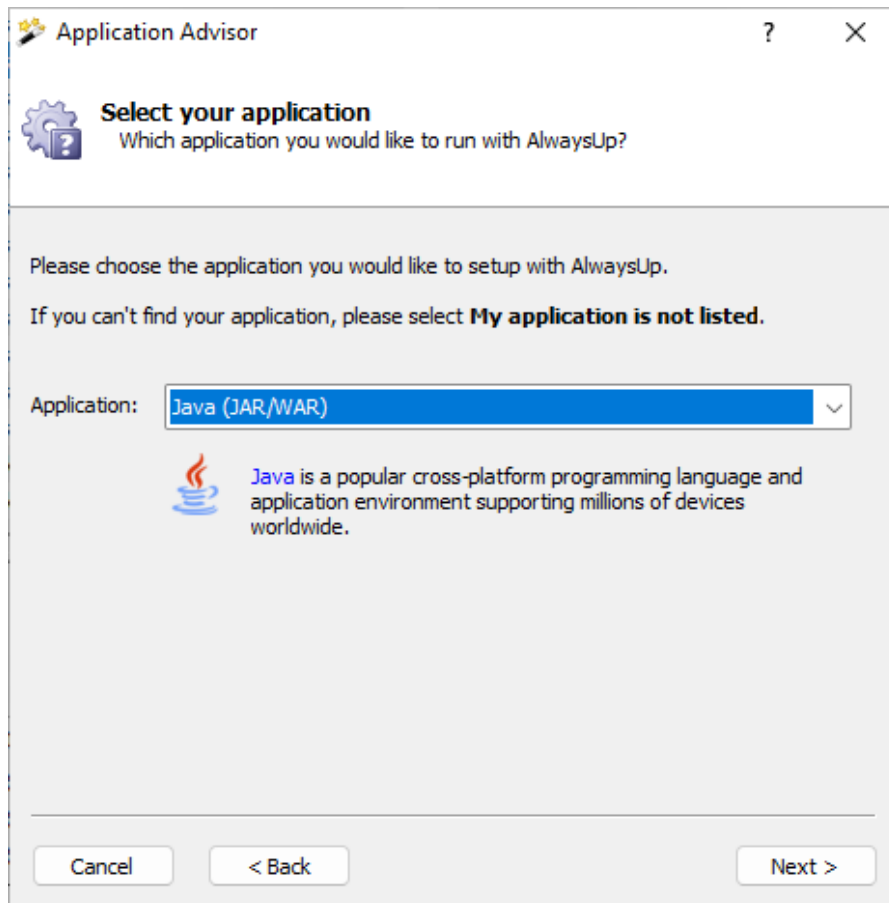 Application Advisor
?
Select your application
Which application you would like to run with AlwaysUp?
Please choose the application you would like to setup with AlwaysUp.
If you can't find your application, please select My application is not listed.
Application: Java (JAR/WAR)
Java is a popular cross-platform programming language and
application environment supporting millions of devices
worldwide.
Cancel < Back Next >